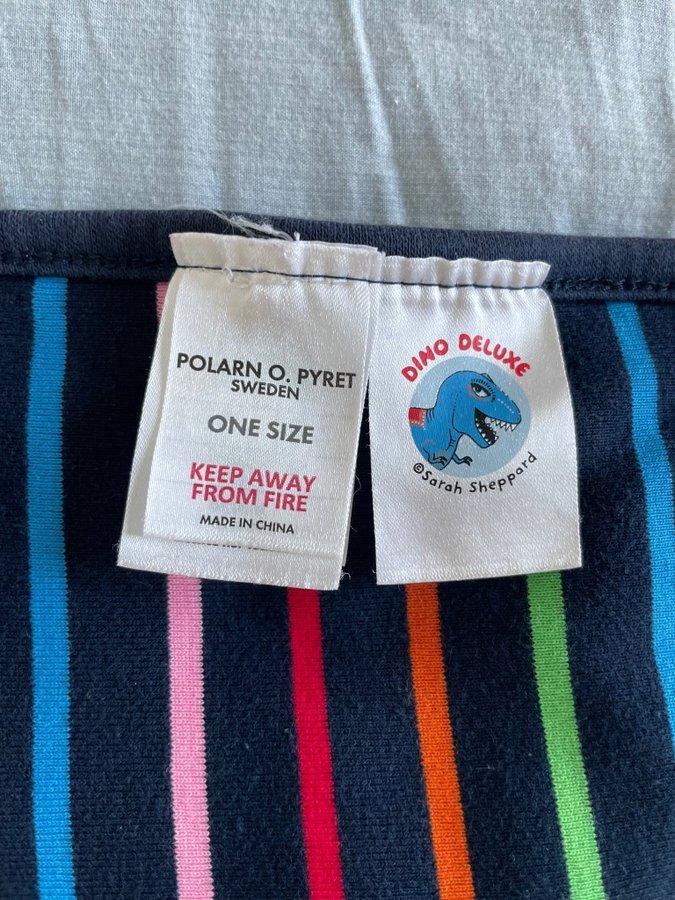 POLARN O. PYRET
SWEDEN
ONE SIZE
KEEP AWAY
FROM FIRE
MADE IN CHINA
DINO DELUXE
©Sarah Sheppard